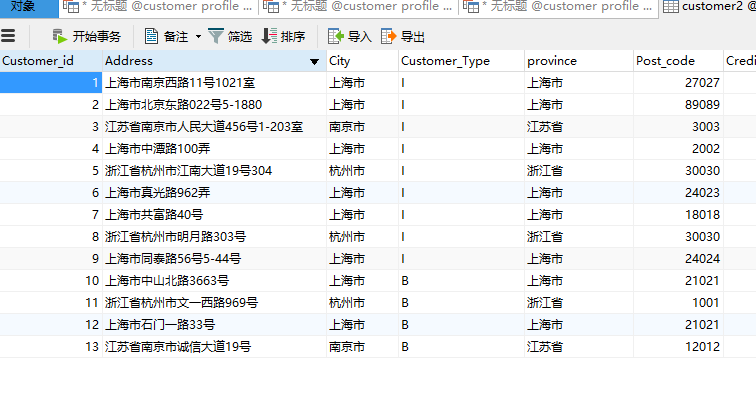 对象 * 无标题 @customer profile ... * 无标题 @customer profile ... * 无标题 @customer profile ... customer2 @
开始事务 备注 筛选 排序 导入 导出
Customer_id Address City Customer_Type province Post_code Credi
1 上海市南京西路11号1021室 上海市 I 上海市 27027
2 上海市北京东路022号5-1880 上海市 I 上海市 89089
3 江苏省南京市人民大道456号1-203室 南京市 I 江苏省 3003
4 上海市中潭路100弄 上海市 I 上海市 2002
5 浙江省杭州市江南大道19号304 杭州市 I 浙江省 30030
6 上海市真光路962弄 上海市 I 上海市 24023
7 上海市共富路40号 上海市 I 上海市 18018
8 浙江省杭州市明月路303号 杭州市 I 浙江省 30030
9 上海市同泰路56号5-44号 上海市 I 上海市 24024
10 上海市中山北路3663号 上海市 B 上海市 21021
11 浙江省杭州市文一西路969号 杭州市 B 浙江省 1001
12 上海市石门一路33号 上海市 B 上海市 21021
13 江苏省南京市诚信大道19号 南京市 B 江苏省 12012